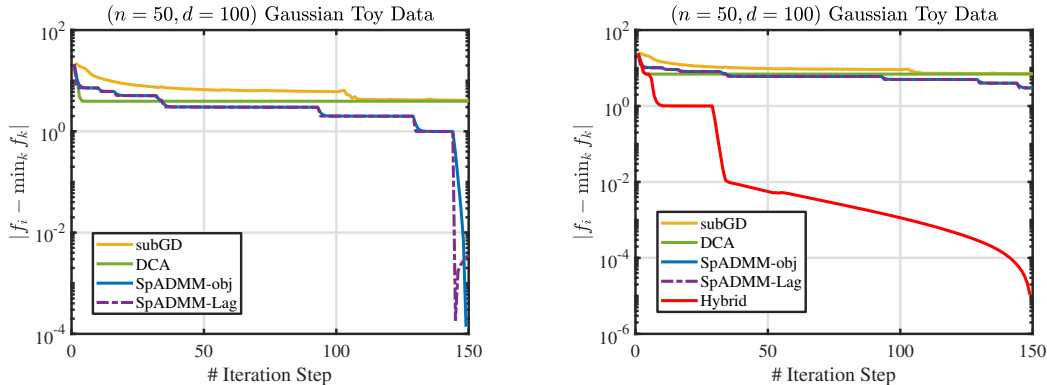 (n = 50, d = 100) Gaussian Toy Data
10^2
10^0
10^-2
10^-4
|f_i − min_k f_k|
subGD
DCA
SpADMM-obj
SpADMM-Lag
0 50 100 150
# Iteration Step
(n = 50, d = 100) Gaussian Toy Data
10^2
10^0
10^-2
10^-4
10^-6
|f_i − min_k f_k|
subGD
DCA
SpADMM-obj
SpADMM-Lag
Hybrid
0 50 100 150
# Iteration Step